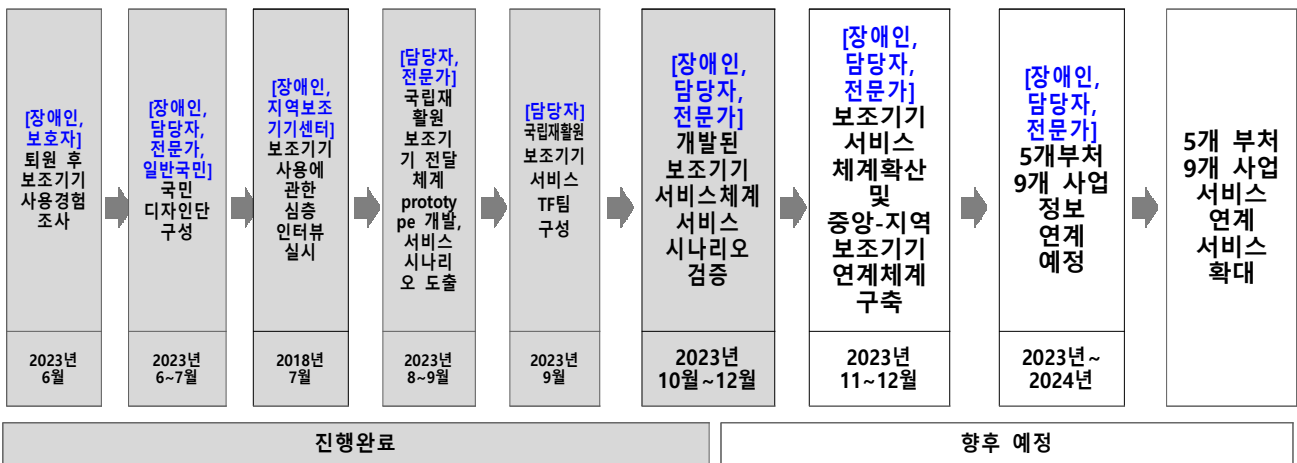 [장애인,
보호자]
퇴원 후
보조기기
사용경험
조사
2023년
6월
[장애인,
담당자,
전문가,
일반국민]
국민
디자인단
구성
2023년
6~7월
[장애인,
지역보조
기기센터]
보조기기
사용에
관한
심층
인터뷰
실시
2018년
7월
[담당자,
전문가]
국립재
활원
보조기
기 전달
체계
prototy
pe 개발,
서비스
시나리
오 도출
2023년
8~9월
[담당자]
국립재활원
보조기기
서비스
TF팀
구성
2023년
9월
[장애인,
담당자,
전문가]
개발된
보조기기
서비스체계
서비스
시나리오
검증
2023년
10월~12월
[장애인,
담당자,
전문가]
보조기기
서비스
체계확산
및
중앙-지역
보조기기
연계체계
구축
2023년
11~12월
[장애인,
담당자,
전문가]
5개부처
9개 사업
정보
연계
예정
2023년~
2024년
5개 부처
9개 사업
서비스
연계
서비스
확대
진행완료
향후 예정